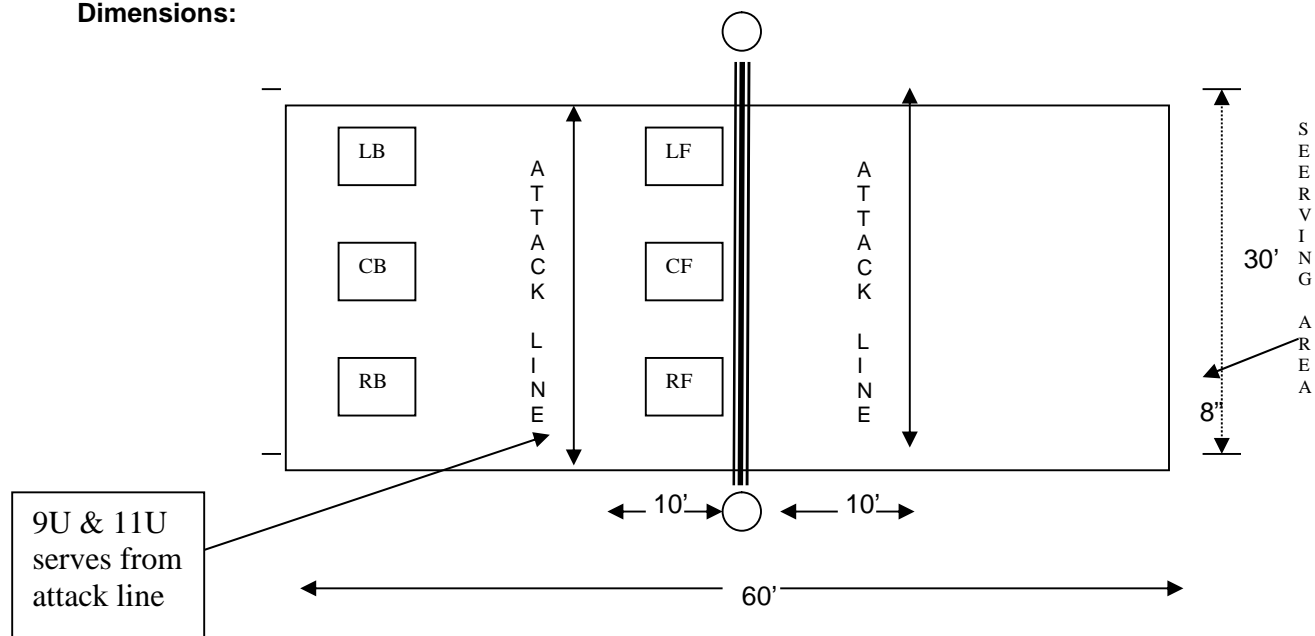 Dimensions:
LB
LF
CB
CF
RB
RF
ATTACK LINE
ATTACK LINE
SEERVING AREA
30’
8”
10’
10’
60’
9U & 11U
serves from
attack line